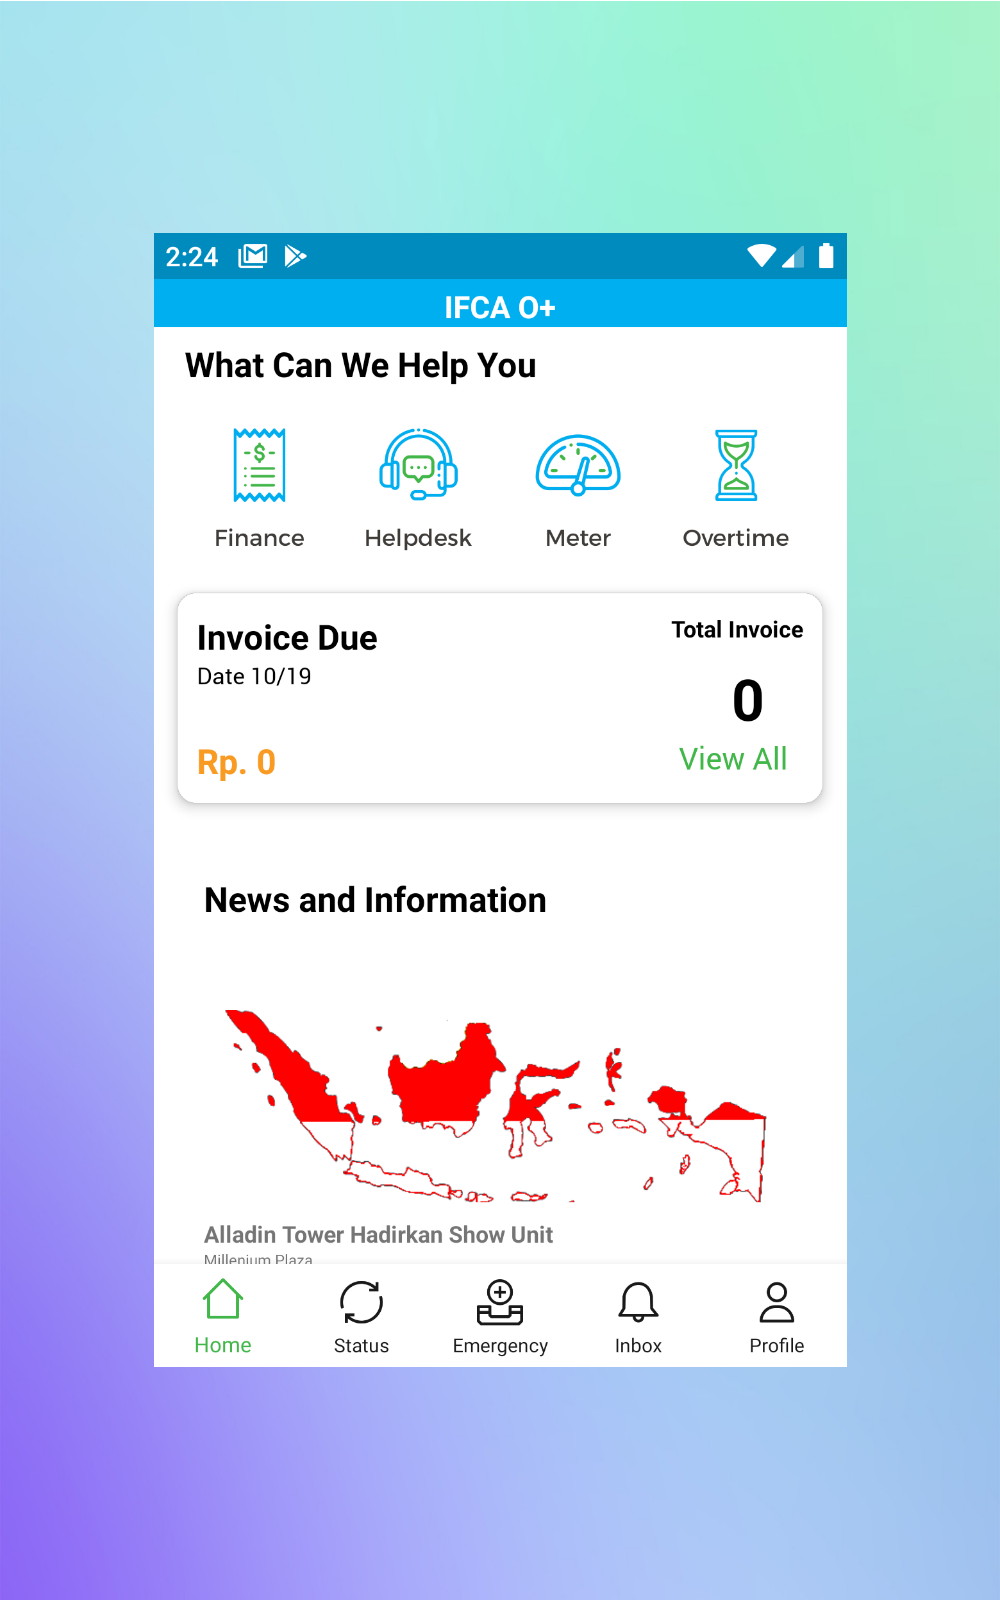 2:24
IFCA O+
What Can We Help You
Finance Helpdesk Meter Overtime
Invoice Due
Date 10/19
Rp. 0
Total Invoice
0
View All
News and Information
Alladin Tower Hadirkan Show Unit
Millenium Plaza
Home Status Emergency Inbox Profile